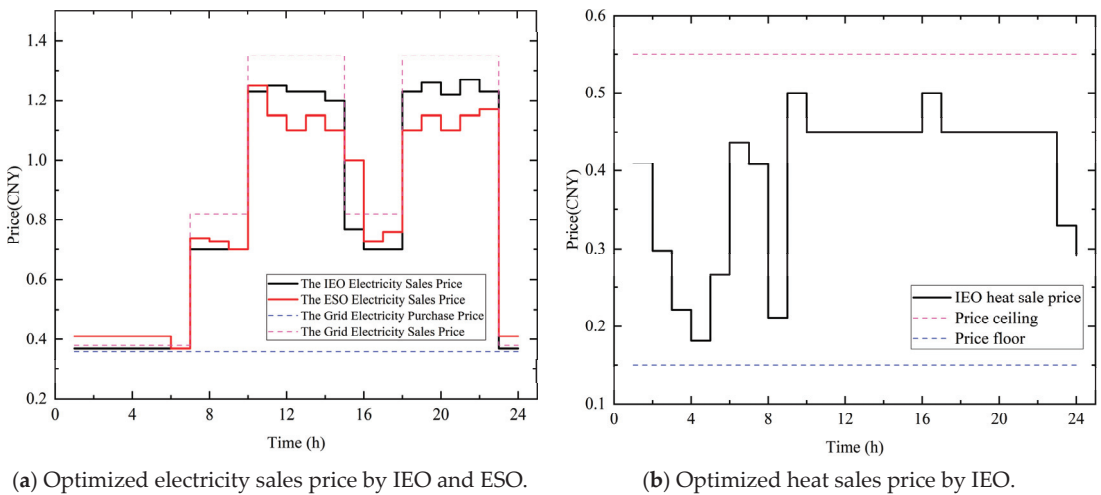 1.4
1.2
1.0
0.8
0.6
0.4
0.2
Price(CNY)
0
4
8
12
16
20
24
Time (h)
The IEO Electricity Sales Price
The ESO Electricity Sales Price
The Grid Electricity Purchase Price
The Grid Electricity Sales Price
(a) Optimized electricity sales price by IEO and ESO.
0.6
0.5
0.4
0.3
0.2
0.1
Price(CNY)
0
4
8
12
16
20
24
Time (h)
IEO heat sale price
Price ceiling
Price floor
(b) Optimized heat sales price by IEO.